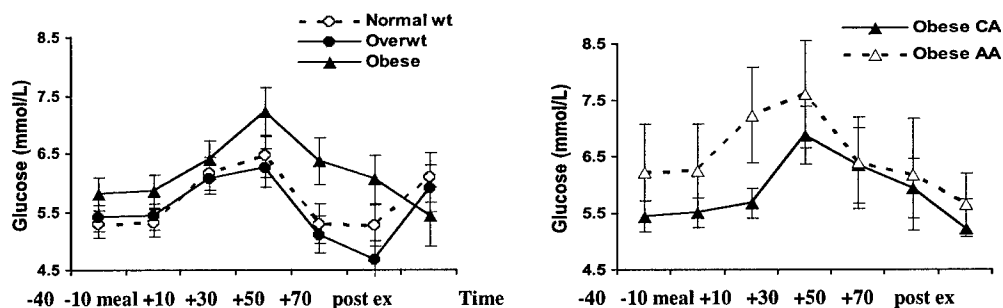 Normal wt
Overwt
Obese
8.5
7.5
6.5
5.5
4.5
Glucose (mmol/L)
Obese CA
Obese AA
8.5
7.5
6.5
5.5
4.5
Glucose (mmol/L)
-40 -10 meal +10 +30 +50 +70 post ex Time -40 -10 meal +10 +30 +50 +70 post ex